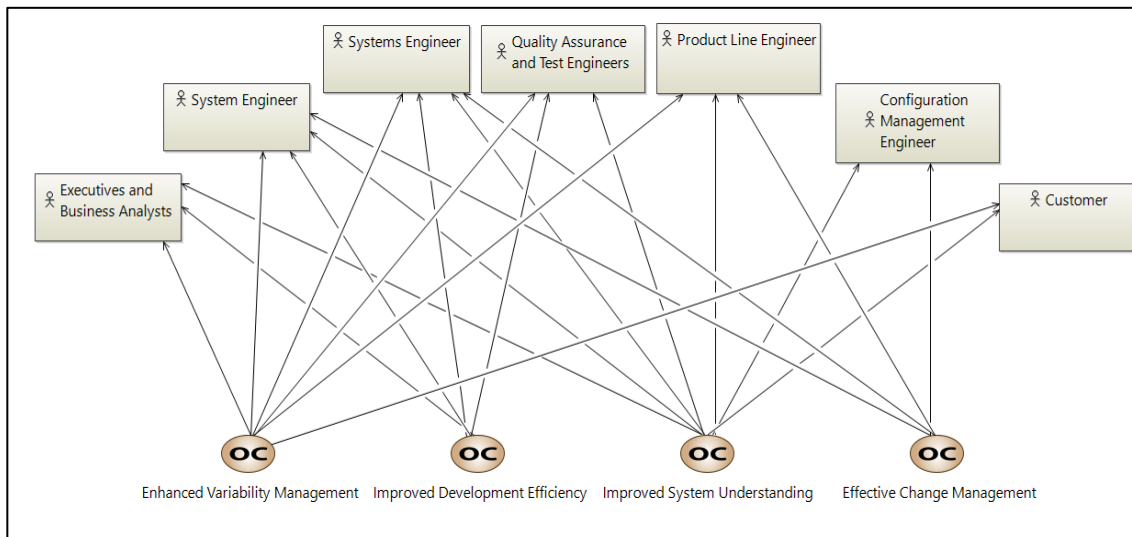 Systems Engineer
Quality Assurance
and Test Engineers
Product Line Engineer
System Engineer
Configuration
Management
Engineer
Executives and
Business Analysts
Customer
OC
OC
OC
OC
Enhanced Variability Management
Improved Development Efficiency
Improved System Understanding
Effective Change Management